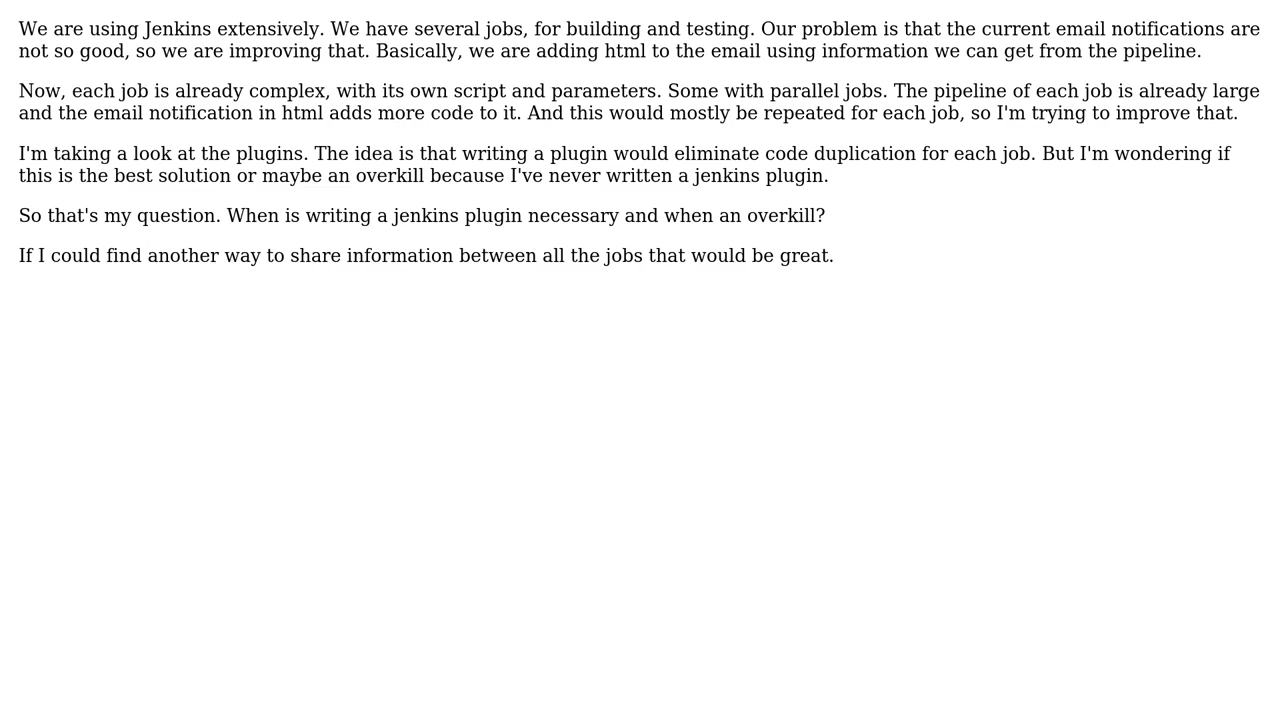 We are using Jenkins extensively. We have several jobs, for building and testing. Our problem is that the current email notifications are
not so good, so we are improving that. Basically, we are adding html to the email using information we can get from the pipeline.
Now, each job is already complex, with its own script and parameters. Some with parallel jobs. The pipeline of each job is already large
and the email notification in html adds more code to it. And this would mostly be repeated for each job, so I'm trying to improve that.
I'm taking a look at the plugins. The idea is that writing a plugin would eliminate code duplication for each job. But I'm wondering if
this is the best solution or maybe an overkill because I've never written a jenkins plugin.
So that's my question. When is writing a jenkins plugin necessary and when an overkill?
If I could find another way to share information between all the jobs that would be great.